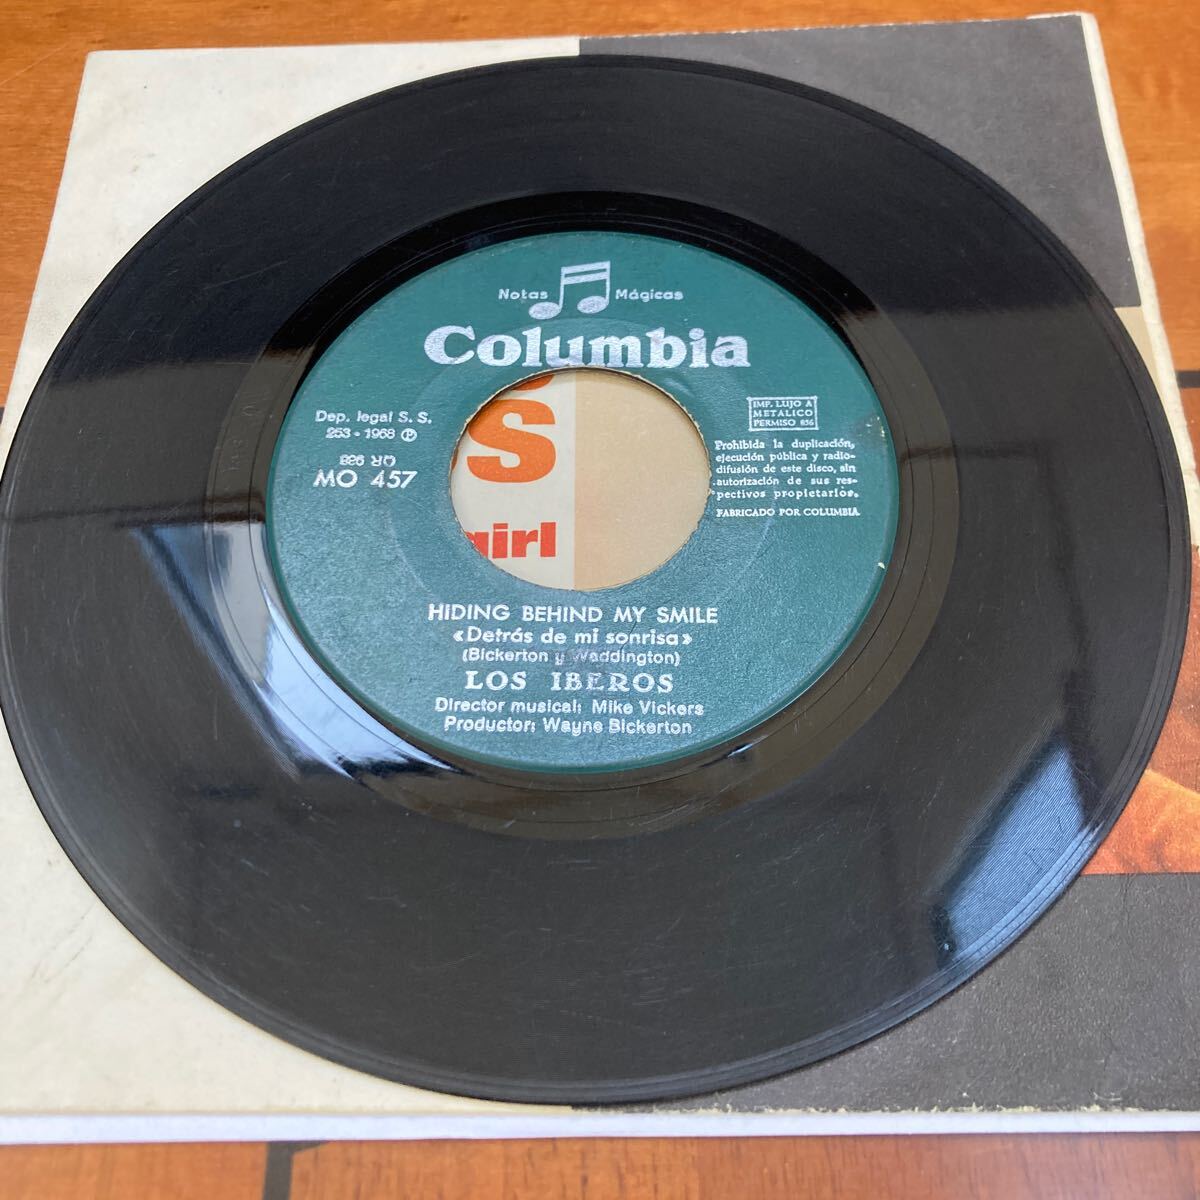 Notas Mágicas
Columbia
Dep. legal S. S.
253 - 1968 Ⓟ
QR 926
MO 457
IMP. LUJO A
METALICO
PERMISO 856
Prohibida la duplicación,
ejecución pública y radio-
difusión de este disco, sin
autorización de sus res-
pectivos propietarios.
FABRICADO POR COLUMBIA
S
girl
HIDING BEHIND MY SMILE
«Detrás de mi sonrisa»
(Bickerton y Waddington)
LOS IBEROS
Director musical: Mike Vickers
Productor: Wayne Bickerton